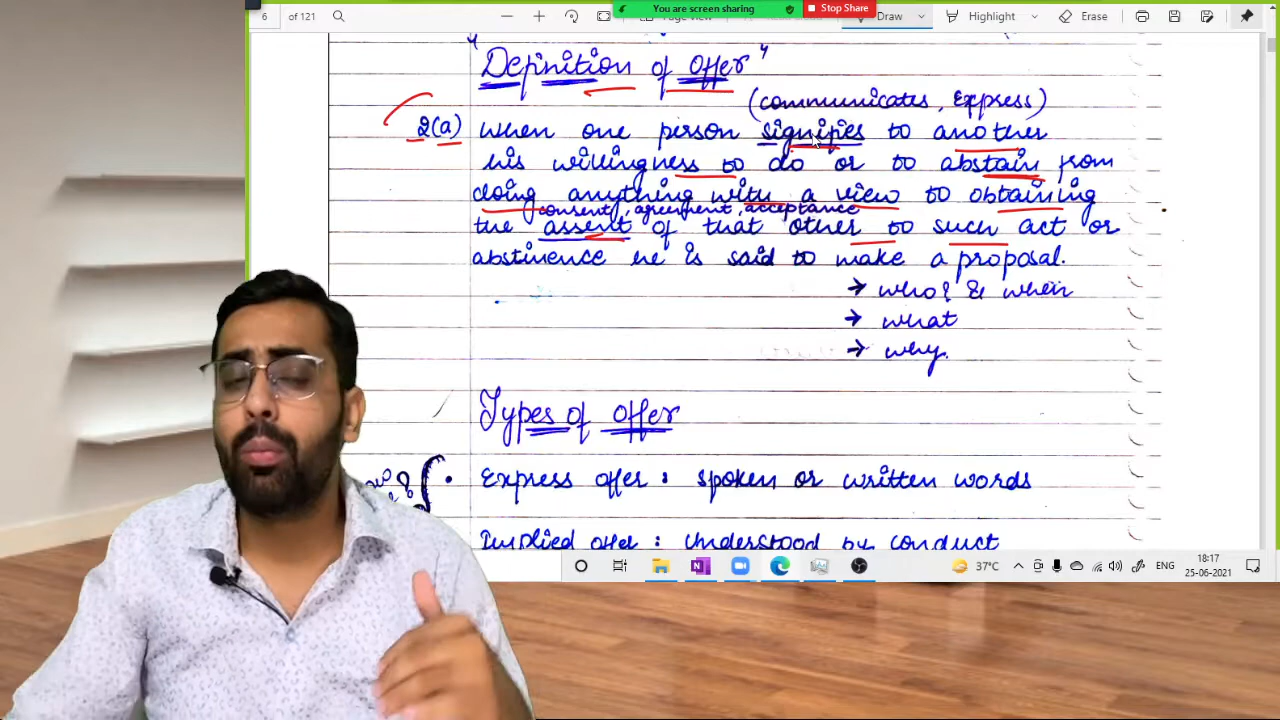 6 of 121
You are screen sharing
Stop Share
Page view
Draw
Highlight
Erase
"Definition of offer"
(communicates, Express)
2(a) When one person signifies to another
his willingness to do or to abstain from
doing anything with a view to obtaining
consent, agreement, acceptance
the assent of that other to such act or
abstinence he is said to make a proposal.
→ who? & when
→ what
→ why.
Types of offer
• Express offer : spoken or written words
Implied offer : Understood by conduct
37°C
ENG
18:17
25-06-2021